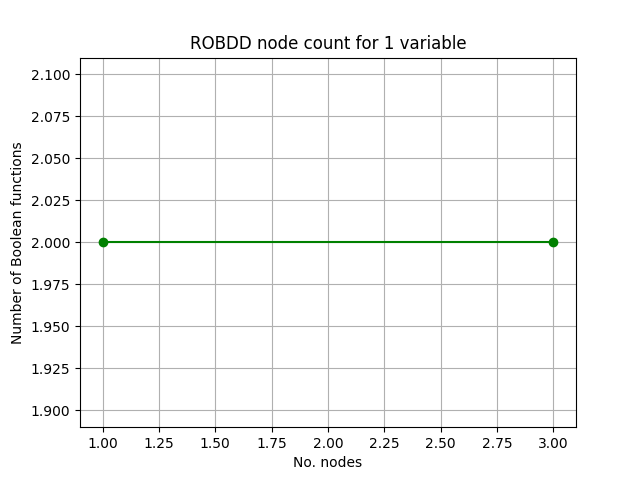 ROBDD node count for 1 variable
Number of Boolean functions
2.100
2.075
2.050
2.025
2.000
1.975
1.950
1.925
1.900
1.00 1.25 1.50 1.75 2.00 2.25 2.50 2.75 3.00
No. nodes